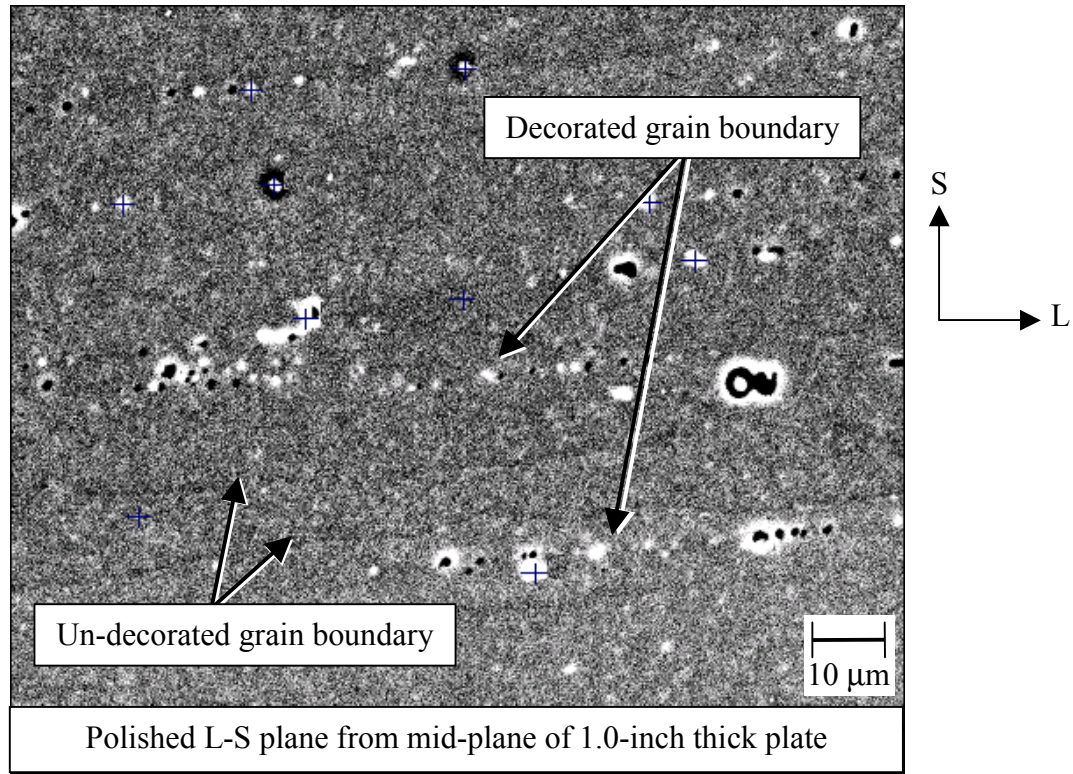 Decorated grain boundary
S
L
Un-decorated grain boundary
10 μm
Polished L-S plane from mid-plane of 1.0-inch thick plate